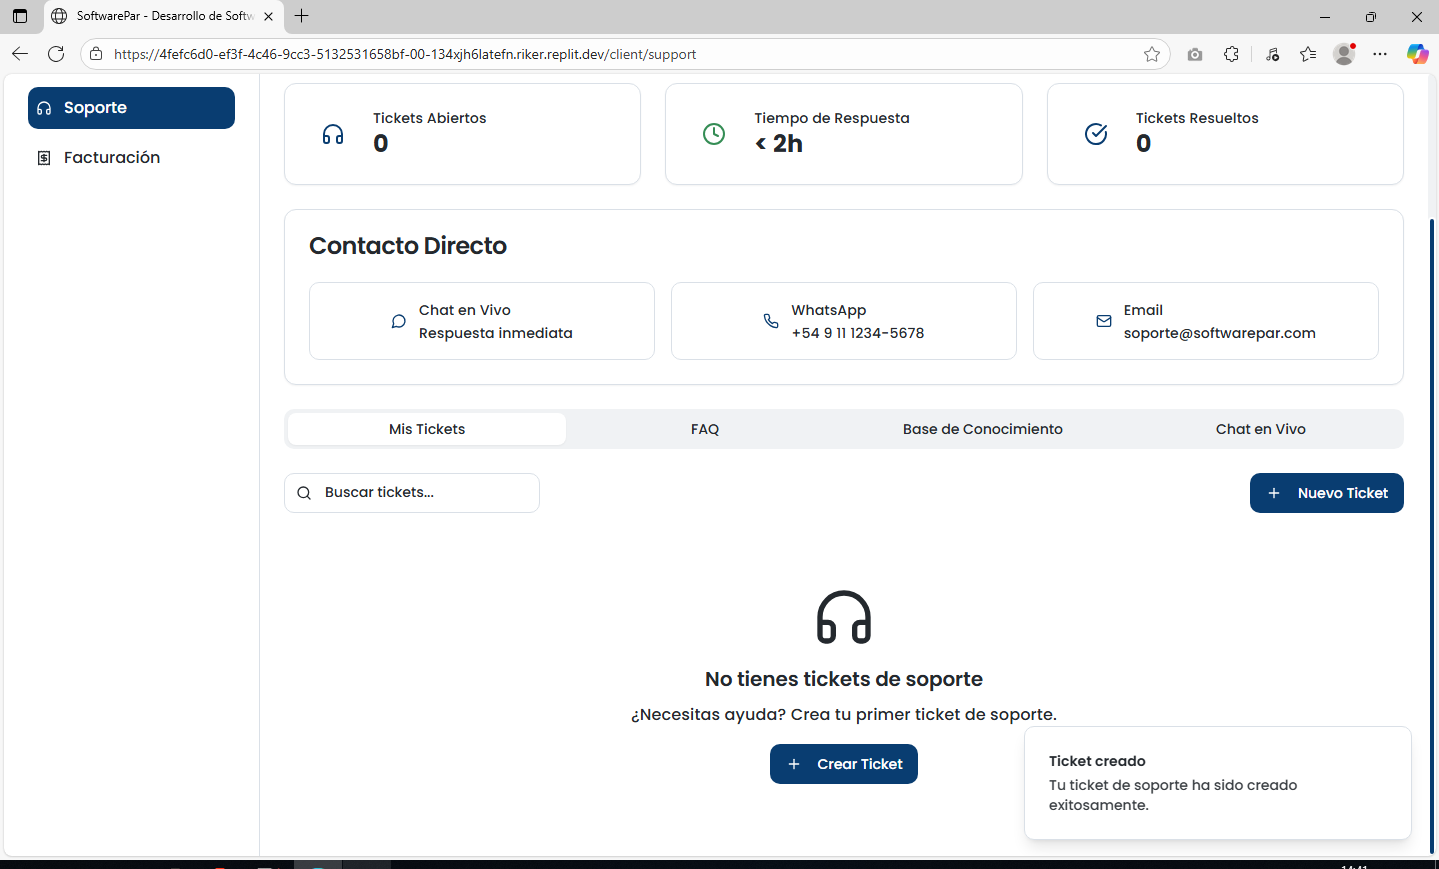 SoftwarePar - Desarrollo de Softw
https://4fefc6d0-ef3f-4c46-9cc3-5132531658bf-00-134xjh6latefn.riker.replit.dev/client/support
Soporte
Facturación
Tickets Abiertos
0
Tiempo de Respuesta
< 2h
Tickets Resueltos
0
Contacto Directo
Chat en Vivo
Respuesta inmediata
WhatsApp
+54 9 11 1234-5678
Email
soporte@softwarepar.com
Mis Tickets
FAQ
Base de Conocimiento
Chat en Vivo
Buscar tickets...
Nuevo Ticket
No tienes tickets de soporte
¿Necesitas ayuda? Crea tu primer ticket de soporte.
Crear Ticket
Ticket creado
Tu ticket de soporte ha sido creado
exitosamente.